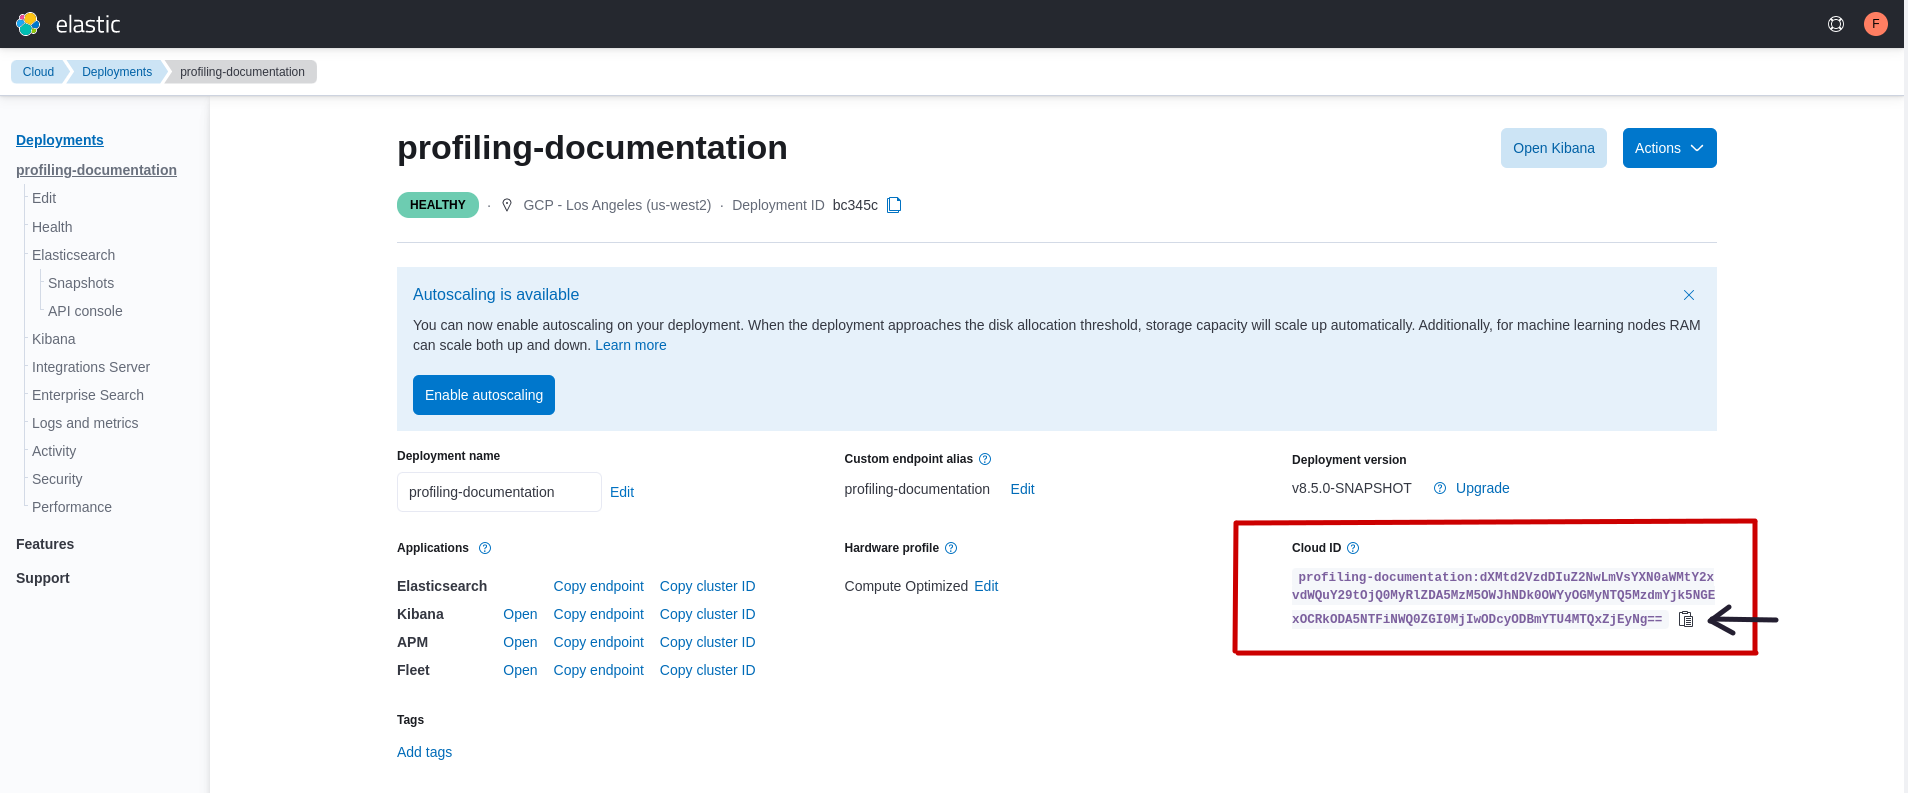 elastic
F
Cloud
Deployments
profiling-documentation
Deployments
profiling-documentation
Edit
Health
Elasticsearch
Snapshots
API console
Kibana
Integrations Server
Enterprise Search
Logs and metrics
Activity
Security
Performance
Features
Support
profiling-documentation
Open Kibana
Actions
HEALTHY · GCP - Los Angeles (us-west2) · Deployment ID bc345c
Autoscaling is available
You can now enable autoscaling on your deployment. When the deployment approaches the disk allocation threshold, storage capacity will scale up automatically. Additionally, for machine learning nodes RAM
can scale both up and down. Learn more
Enable autoscaling
Deployment name
profiling-documentation Edit
Custom endpoint alias
profiling-documentation Edit
Deployment version
v8.5.0-SNAPSHOT Upgrade
Applications
Elasticsearch Copy endpoint Copy cluster ID
Kibana Open Copy endpoint Copy cluster ID
APM Open Copy endpoint Copy cluster ID
Fleet Open Copy endpoint Copy cluster ID
Hardware profile
Compute Optimized Edit
Cloud ID
profiling-documentation:dXMtd2VzdDIuZ2NwLmVsYXN0aWMtY2x
vdWQuY29tOjQ0MyRlZDA5MzM5OWJhNDk0OWYyOGMyNTQ5MzdmYjk5NGE
xOCRkODA5NTFiNWQ0ZGI0MjIwODcyODBmYTU4MTQxZjEyNg==
Tags
Add tags